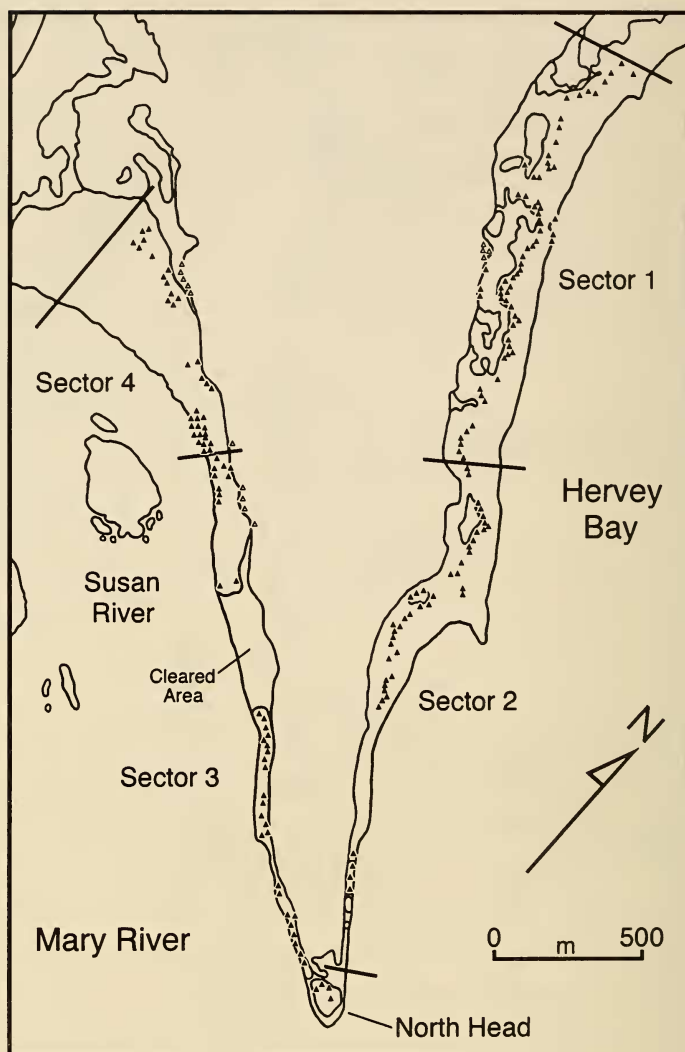 Sector 1
Sector 4
Hervey
Bay
Susan
River
Cleared
Area
Sector 2
N
Sector 3
Mary River
0 500
m
North Head